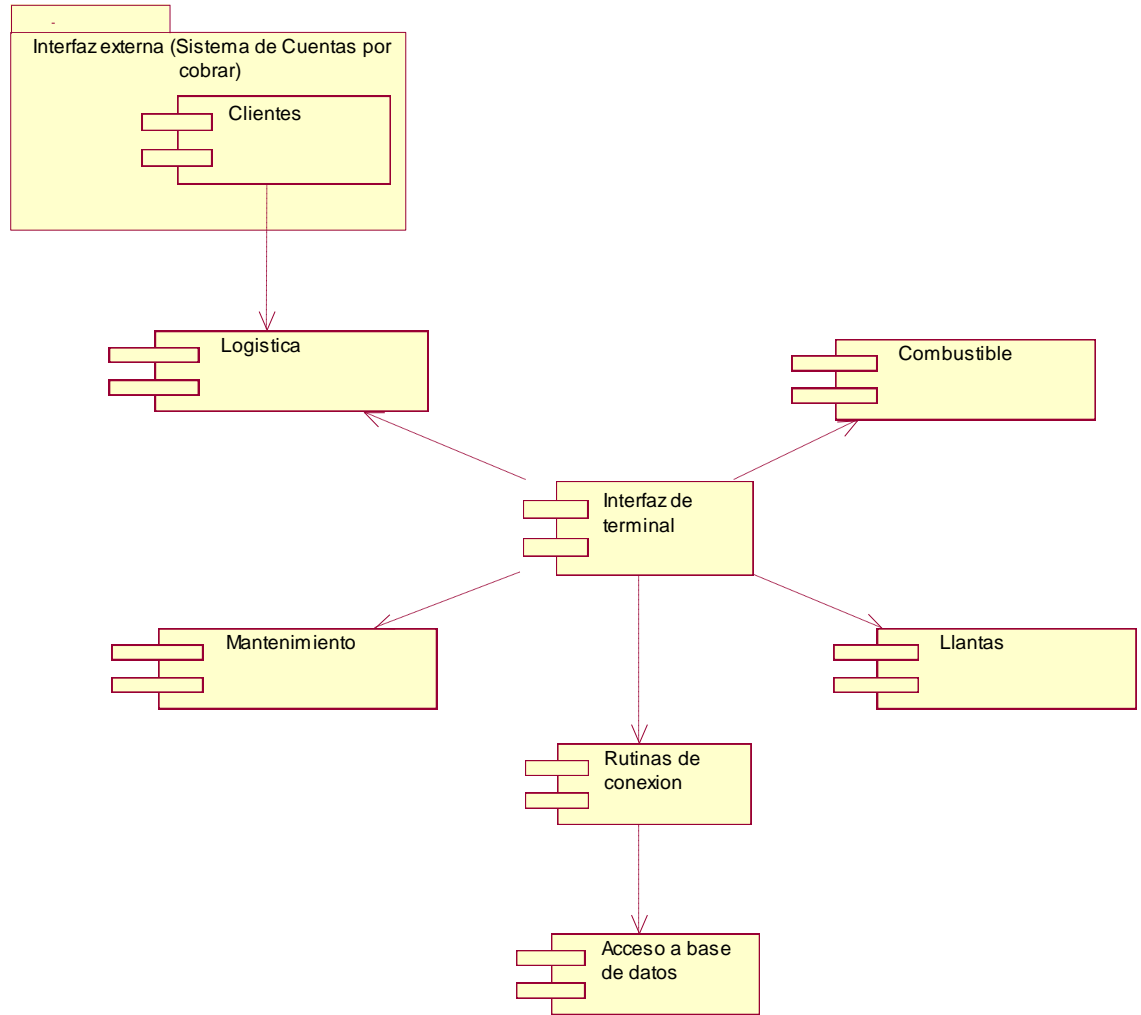 -
Interfaz externa (Sistema de Cuentas por
cobrar)
Clientes
Logistica
Combustible
Interfaz de
terminal
Mantenimiento
Llantas
Rutinas de
conexion
Acceso a base
de datos